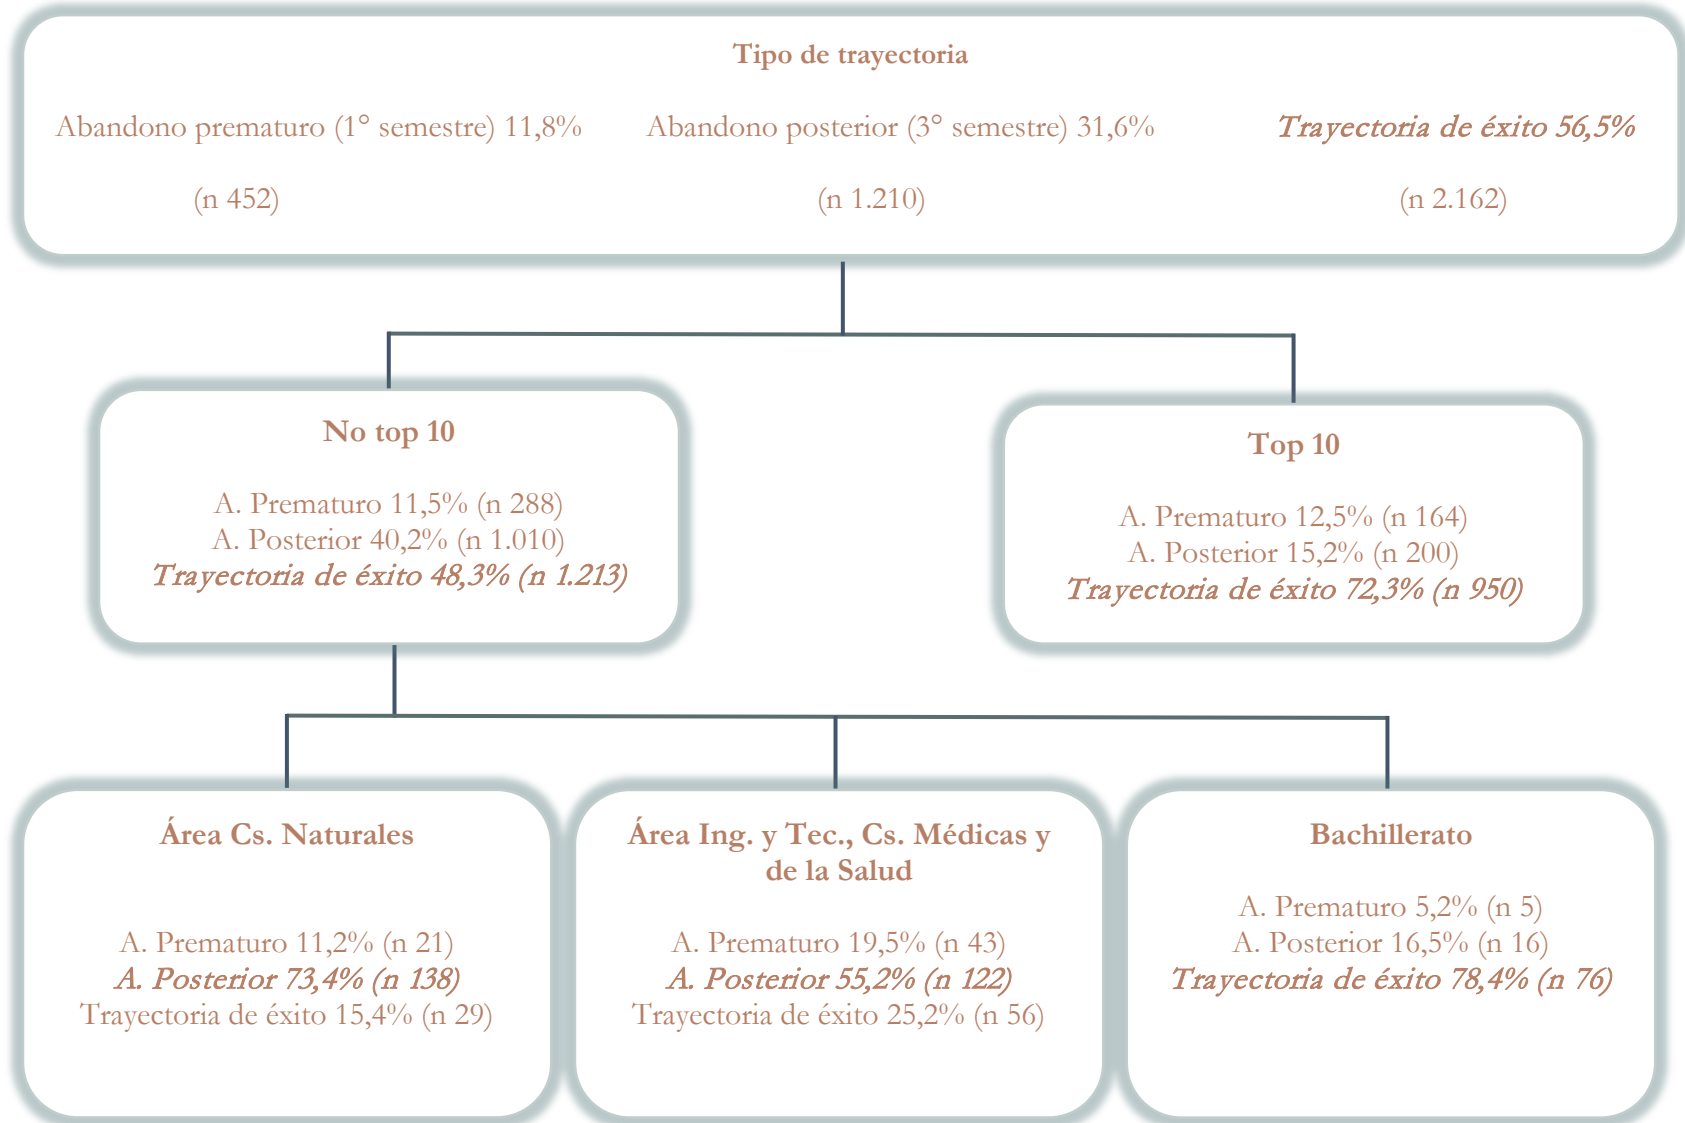 Tipo de trayectoria
Abandono prematuro (1° semestre) 11,8% Abandono posterior (3° semestre) 31,6% Trayectoria de éxito 56,5%
(n 452) (n 1.210) (n 2.162)
No top 10
A. Prematuro 11,5% (n 288)
A. Posterior 40,2% (n 1.010)
Trayectoria de éxito 48,3% (n 1.213)
Top 10
A. Prematuro 12,5% (n 164)
A. Posterior 15,2% (n 200)
Trayectoria de éxito 72,3% (n 950)
Área Cs. Naturales
A. Prematuro 11,2% (n 21)
A. Posterior 73,4% (n 138)
Trayectoria de éxito 15,4% (n 29)
Área Ing. y Tec., Cs. Médicas y
de la Salud
A. Prematuro 19,5% (n 43)
A. Posterior 55,2% (n 122)
Trayectoria de éxito 25,2% (n 56)
Bachillerato
A. Prematuro 5,2% (n 5)
A. Posterior 16,5% (n 16)
Trayectoria de éxito 78,4% (n 76)